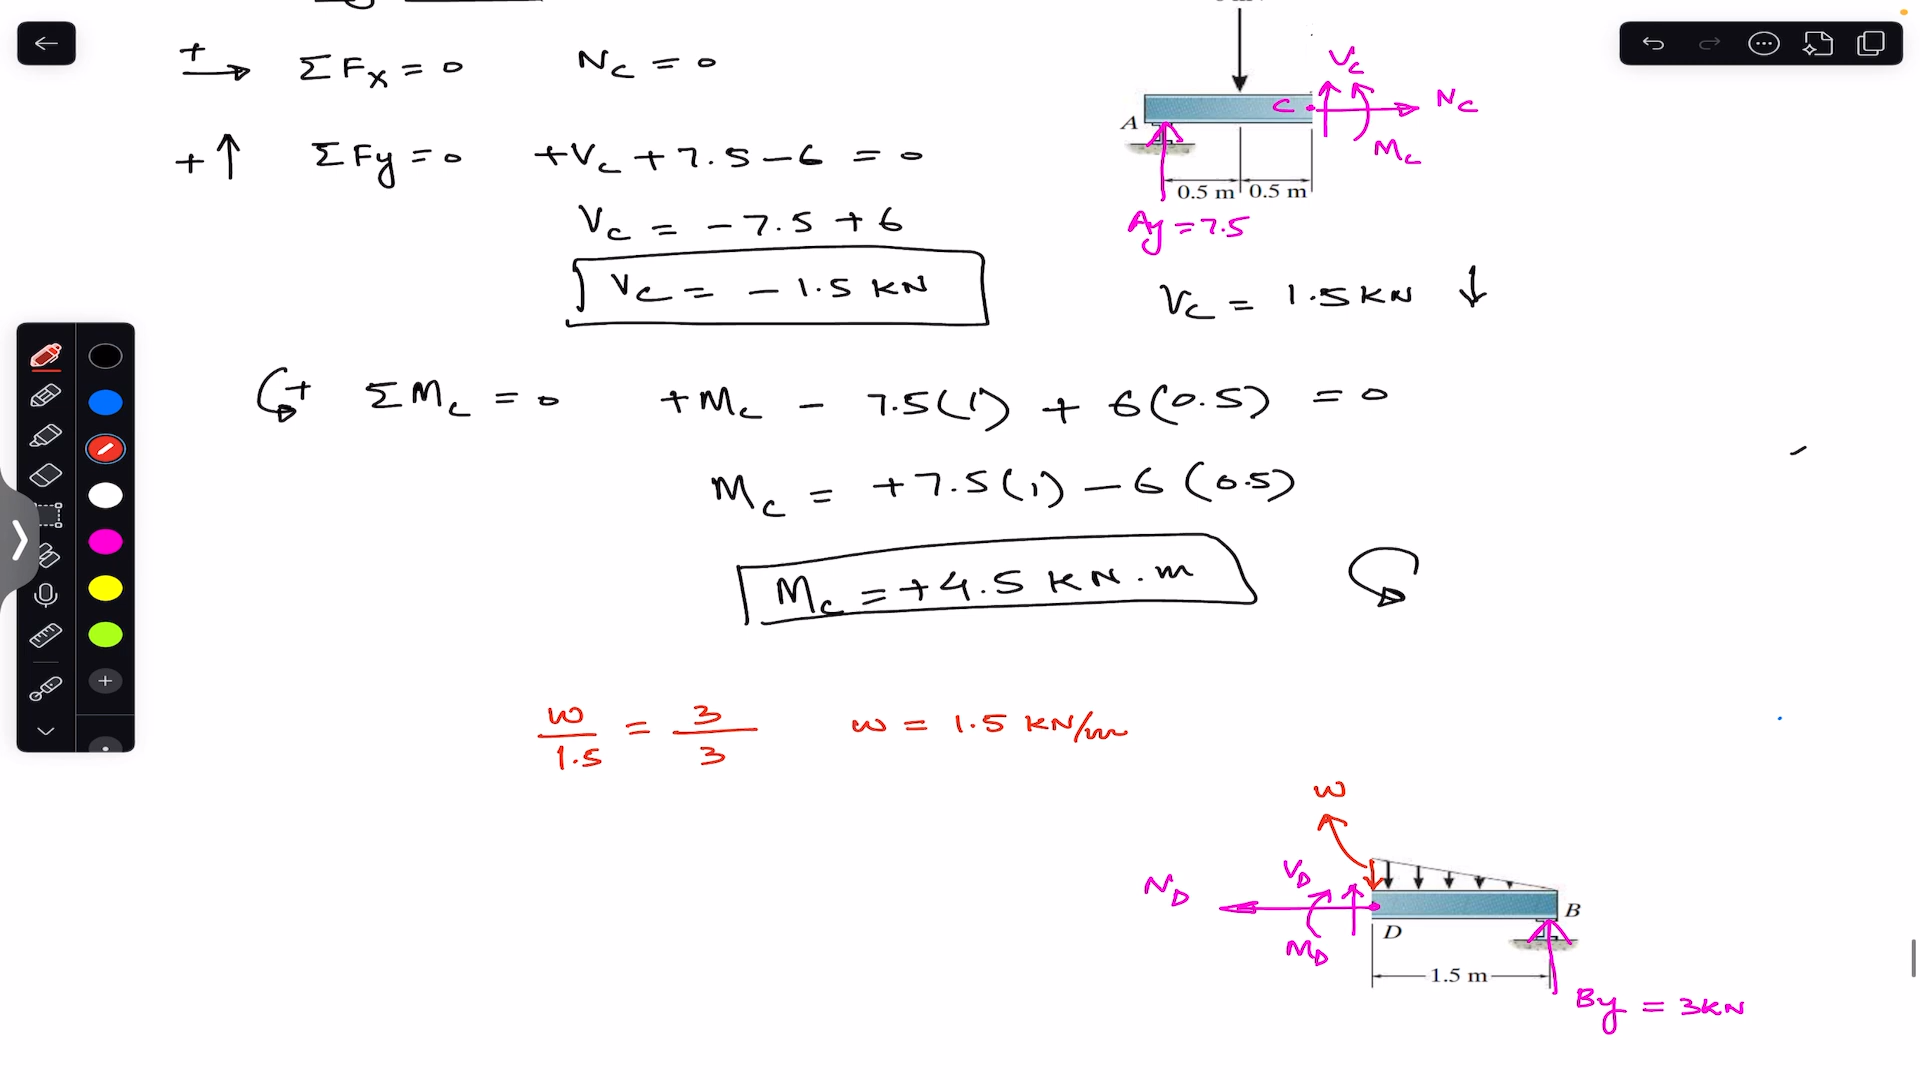 +→ ΣFx = 0 Nc = 0
+↑ ΣFy = 0 +Vc + 7.5 − 6 = 0
Vc = − 7.5 + 6
Vc = − 1.5 KN
Vc = 1.5 KN ↓
Vc
Nc
Mc
C
A
0.5 m 0.5 m
Ay = 7.5
+ ΣMc = 0 +Mc − 7.5(1) + 6(0.5) = 0
Mc = +7.5(1) − 6(0.5)
Mc = +4.5 KN.m
w/1.5 = 3/3 w = 1.5 KN/m
w
VD
ND
MD
D
B
1.5 m
By = 3KN